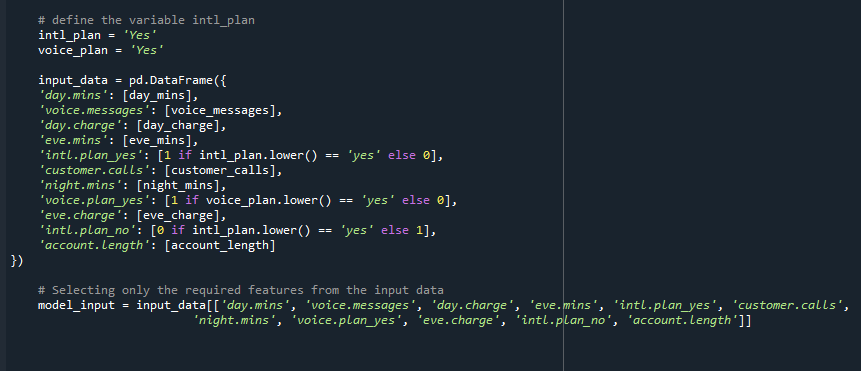 # define the variable intl_plan
intl_plan = 'Yes'
voice_plan = 'Yes'
input_data = pd.DataFrame({
'day.mins': [day_mins],
'voice.messages': [voice_messages],
'day.charge': [day_charge],
'eve.mins': [eve_mins],
'intl.plan_yes': [1 if intl_plan.lower() == 'yes' else 0],
'customer.calls': [customer_calls],
'night.mins': [night_mins],
'voice.plan_yes': [1 if voice_plan.lower() == 'yes' else 0],
'eve.charge': [eve_charge],
'intl.plan_no': [0 if intl_plan.lower() == 'yes' else 1],
'account.length': [account_length]
})
# Selecting only the required features from the input data
model_input = input_data[['day.mins', 'voice.messages', 'day.charge', 'eve.mins', 'intl.plan_yes', 'customer.calls',
'night.mins', 'voice.plan_yes', 'eve.charge', 'intl.plan_no', 'account.length']]